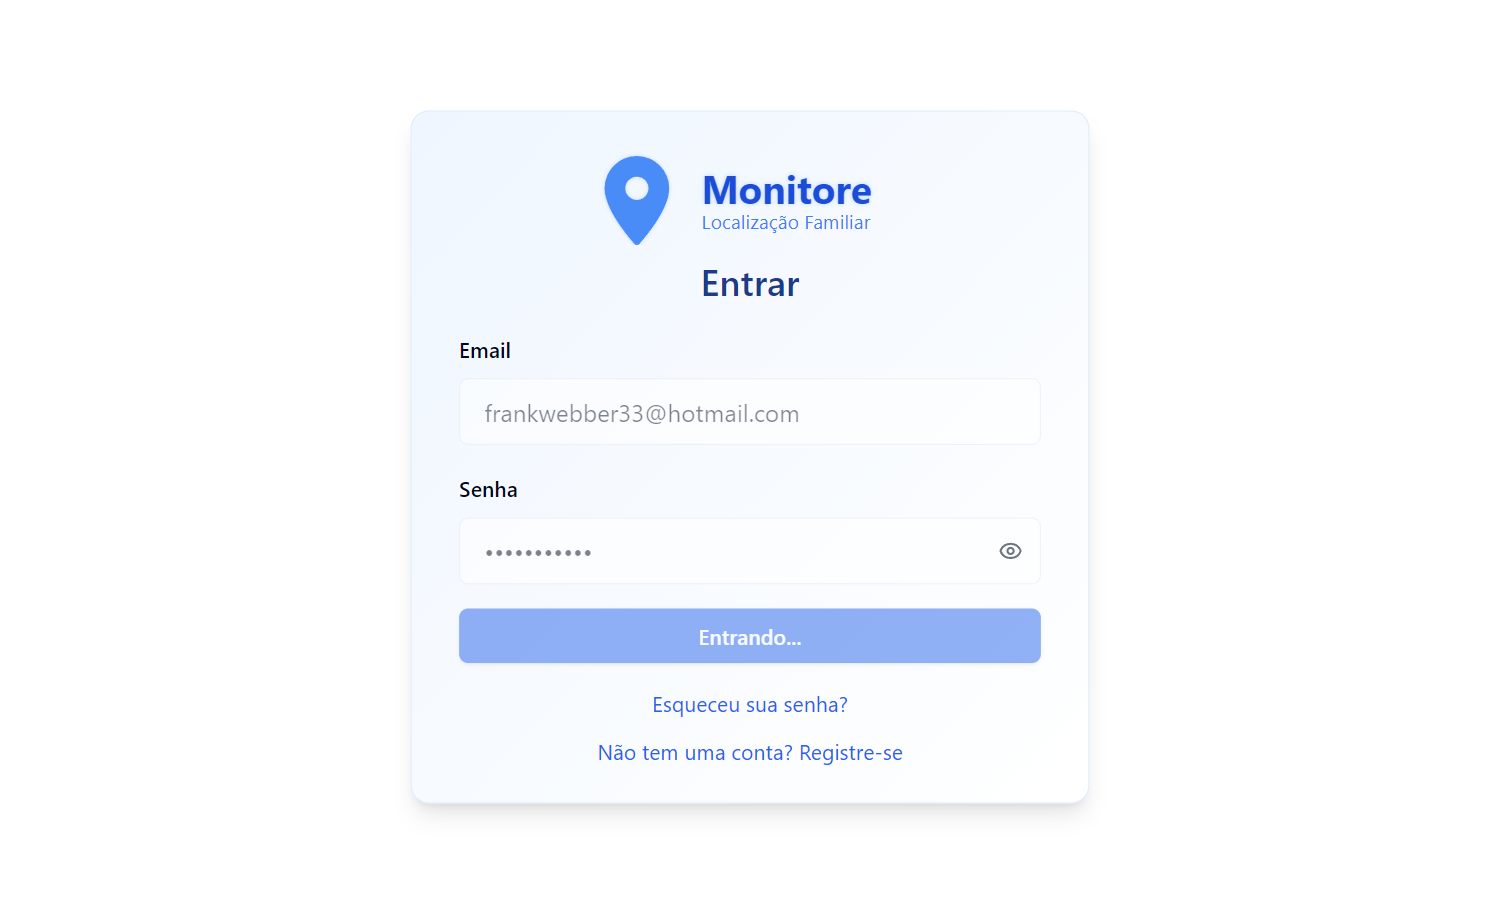 Monitore
Localização Familiar
Entrar
Email
frankwebber33@hotmail.com
Senha
•••••••••••
Entrando...
Esqueceu sua senha?
Não tem uma conta? Registre-se